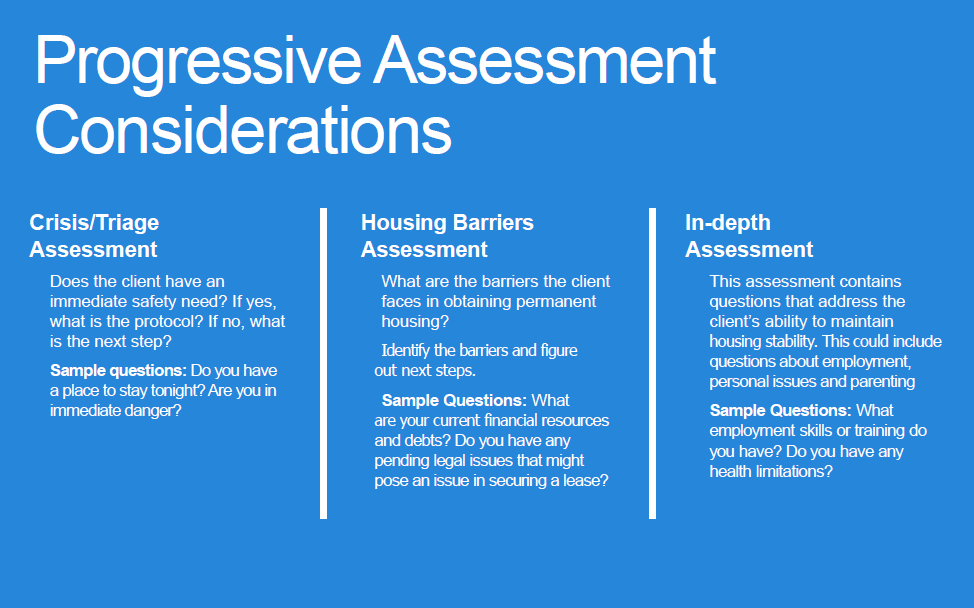 Progressive Assessment
Considerations
Crisis/Triage
Assessment
Does the client have an
immediate safety need? If yes,
what is the protocol? If no, what
is the next step?
Sample questions: Do you have
a place to stay tonight? Are you in
immediate danger?
Housing Barriers
Assessment
What are the barriers the client
faces in obtaining permanent
housing?
Identify the barriers and figure
out next steps.
Sample Questions: What
are your current financial resources
and debts? Do you have any
pending legal issues that might
pose an issue in securing a lease?
In-depth
Assessment
This assessment contains
questions that address the
client’s ability to maintain
housing stability. This could include
questions about employment,
personal issues and parenting
Sample Questions: What
employment skills or training do
you have? Do you have any
health limitations?